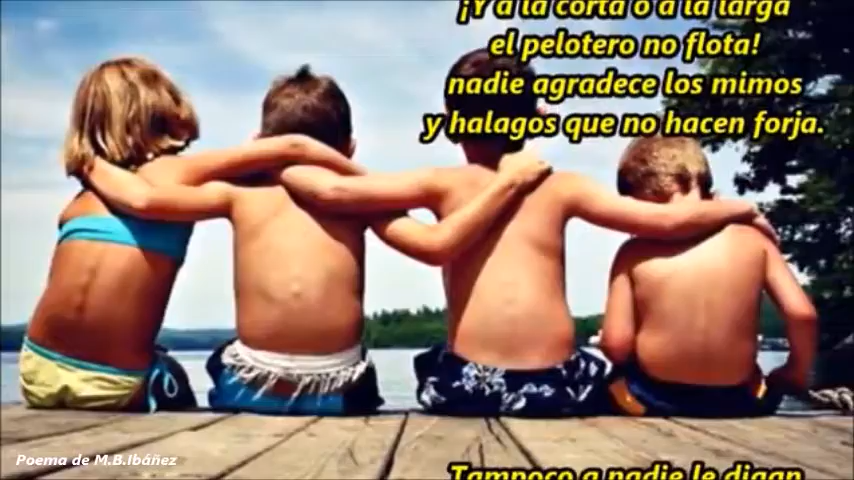 ¡Y a la corta o a la larga
el pelotero no flota!
nadie agradece los mimos
y halagos que no hacen forja.
Poema de M.B.Ibáñez
Tampoco a nadie le digan